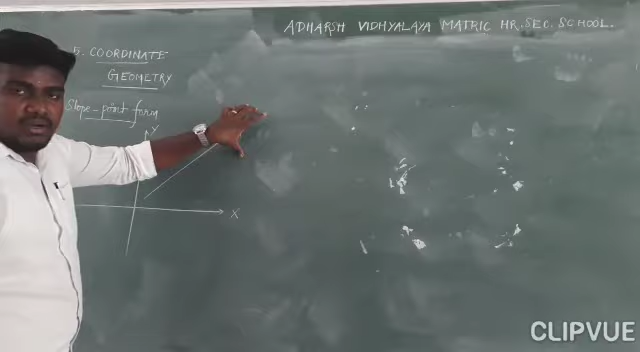 ADHARSH VIDHYALAYA MATRIC HR.SEC.SCHOOL.
5. COORDINATE
GEOMETRY
Slope-point form
Y
X
CLIPVUE